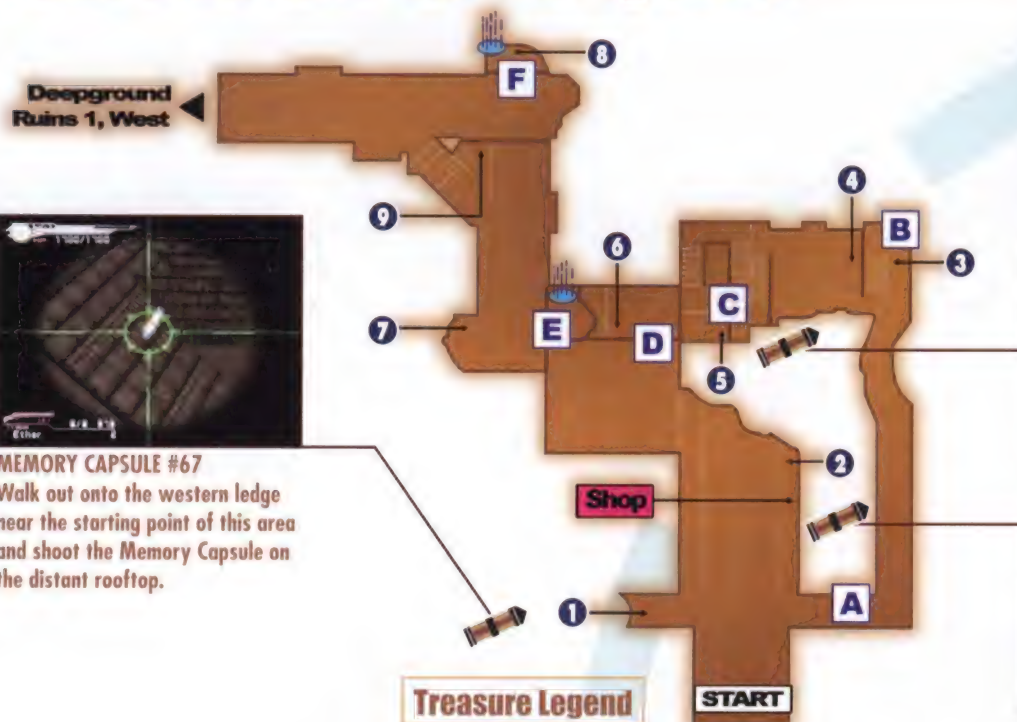 8
F
Deepground
Ruins 1, West
4
9
B
6
3
C
7
E
D
5
2
Shop
Ether
MEMORY CAPSULE #67
Walk out onto the western ledge
near the starting point of this area
and shoot the Memory Capsule on
the distant rooftop.
1
A
Treasure Legend
START